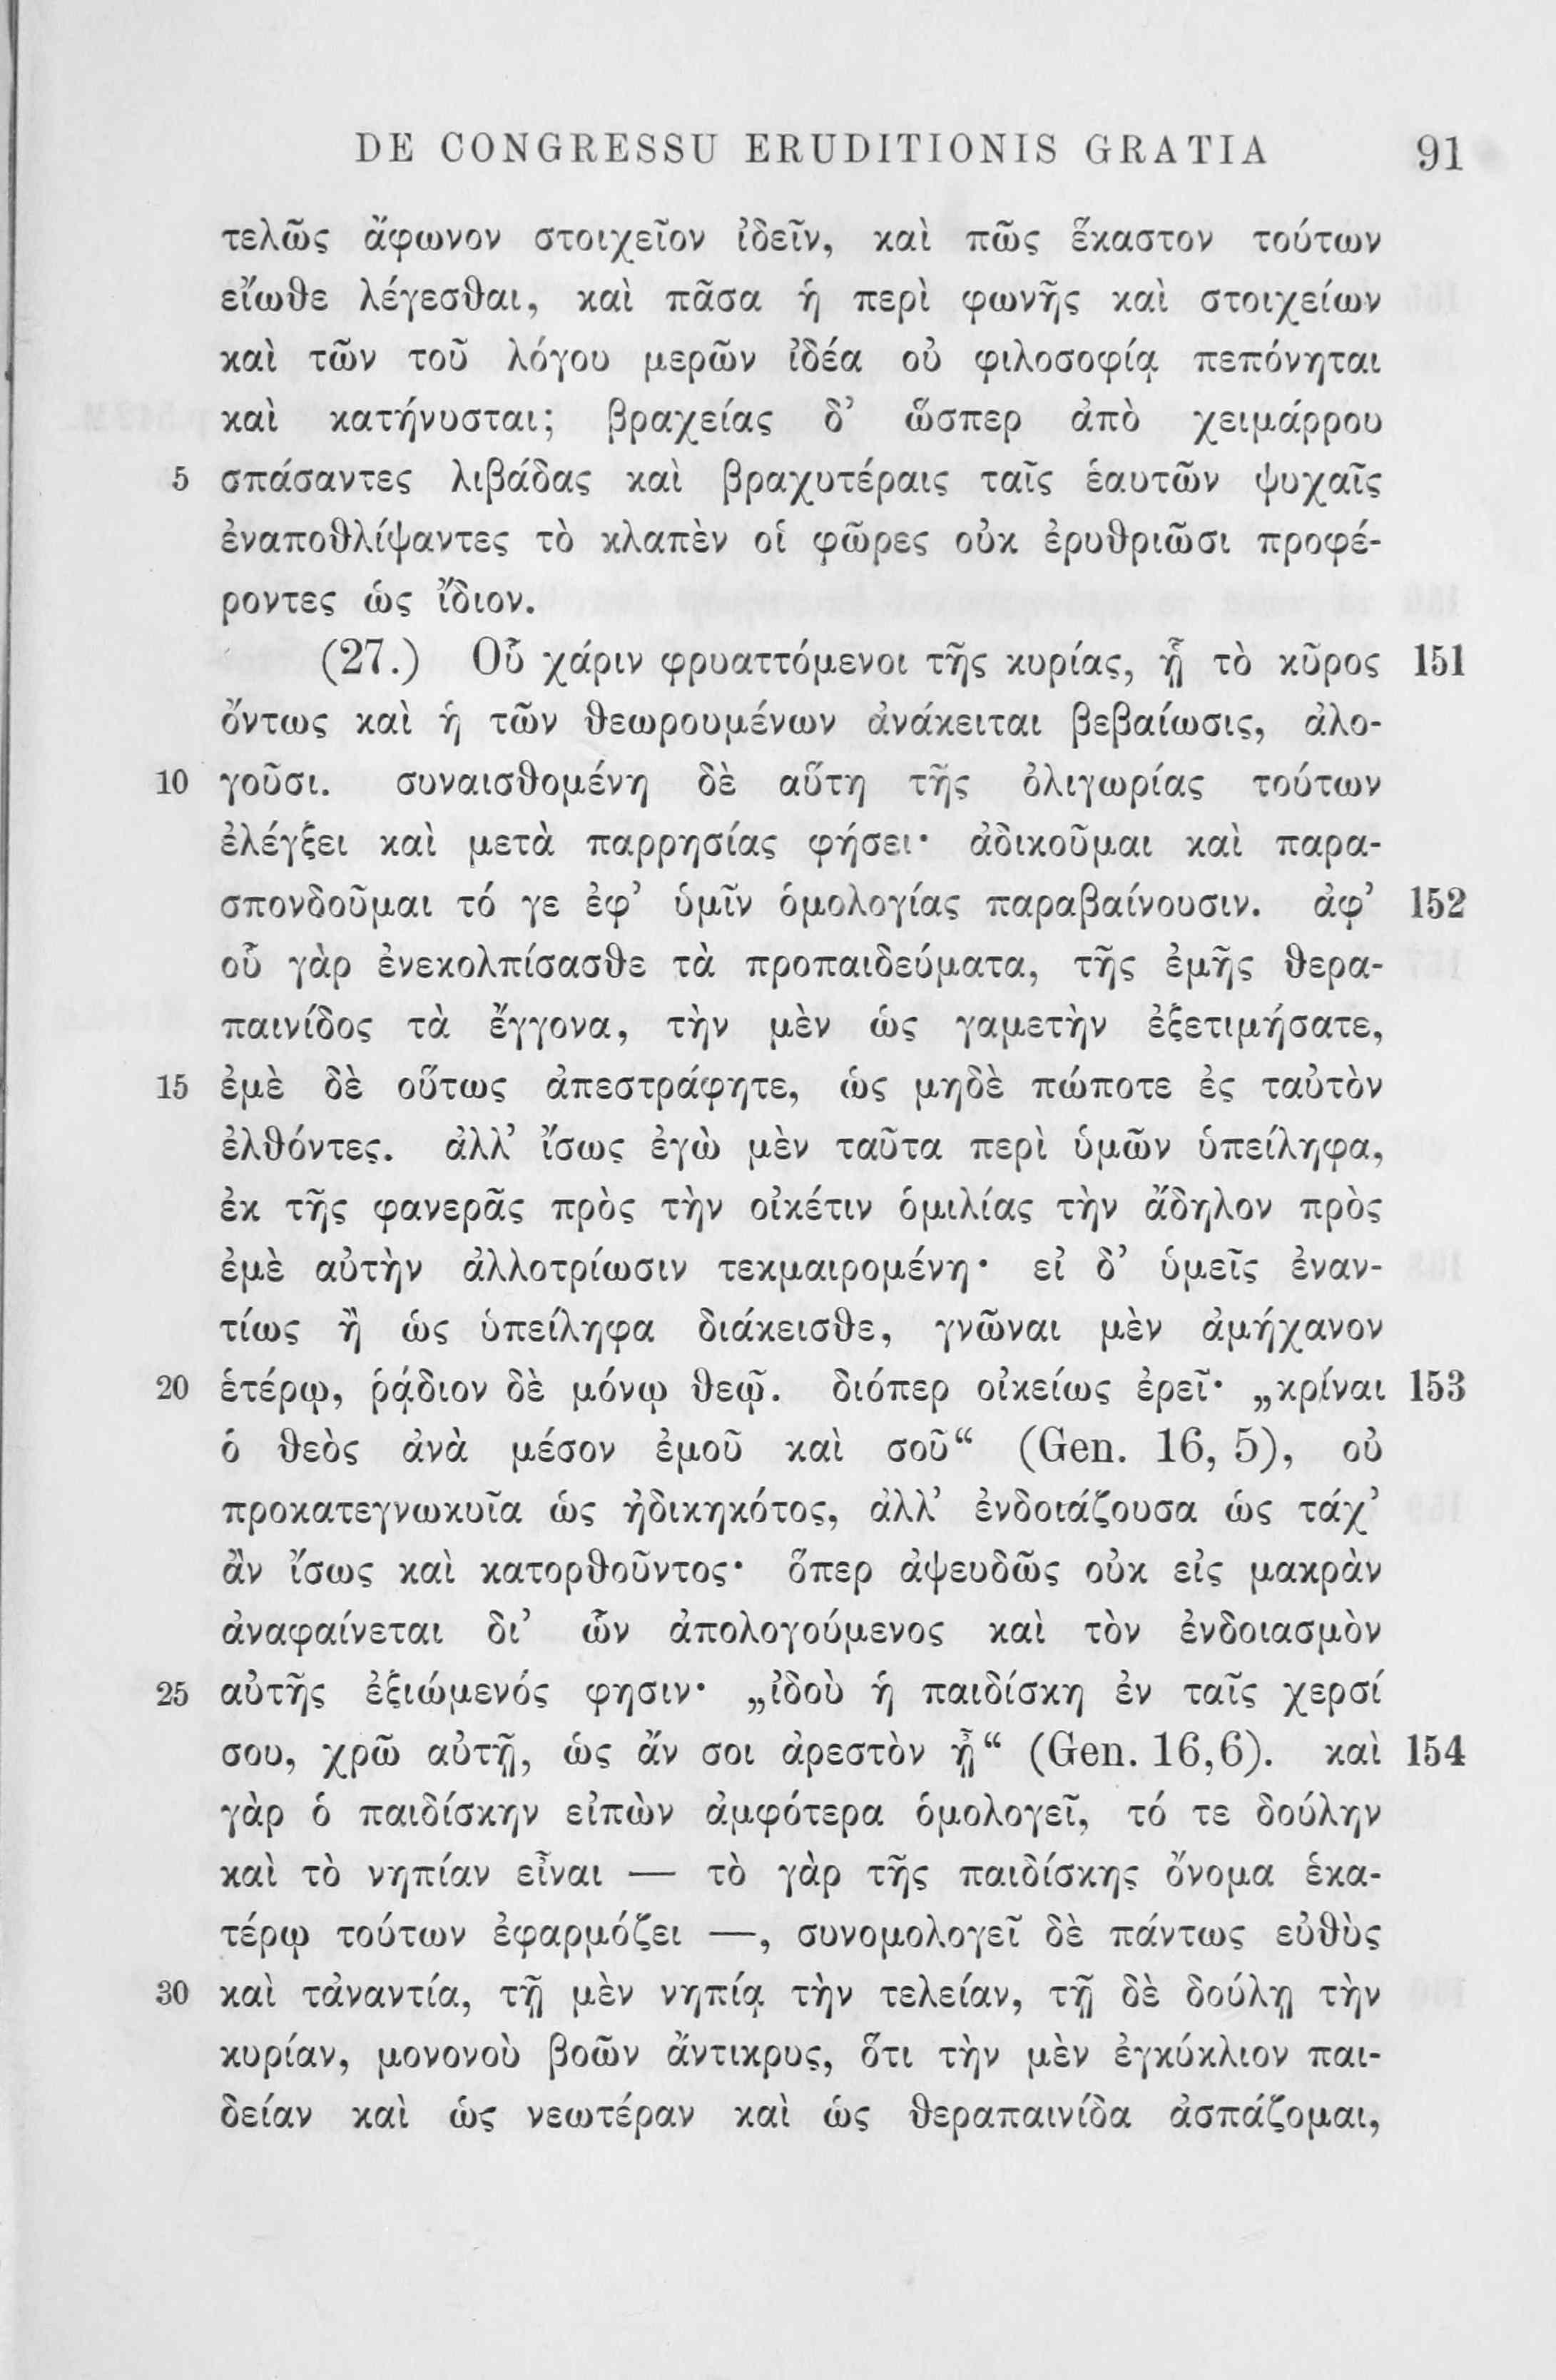 DE CONGRESSU ERUDITIONIS GRATIA 91
τελῶς ἄφωνον στοιχεῖον ἰδεῖν, καὶ πῶς ἕκαστον τούτων
εἴωθε λέγεσθαι, καὶ πᾶσα ἡ περὶ φωνῆς καὶ στοιχείων
καὶ τῶν τοῦ λόγου μερῶν ἰδέα οὐ φιλοσοφίᾳ πεπόνηται
καὶ κατήνυσται; βραχείας δ’ ὥσπερ ἀπὸ χειμάρρου
5 σπάσαντες λιβάδας καὶ βραχυτέραις ταῖς ἑαυτῶν ψυχαῖς
ἐναποθλίψαντες τὸ κλαπὲν οἱ φῶρες οὐκ ἐρυθριῶσι προφέ-
ροντες ὡς ἴδιον.
(27.) Οὗ χάριν φρυαττόμενοι τῆς κυρίας, ᾗ τὸ κῦρος 151
ὄντως καὶ ἡ τῶν θεωρουμένων ἀνάκειται βεβαίωσις, ἀλο-
10 γοῦσι. συναισθομένη δὲ αὕτη τῆς ὀλιγωρίας τούτων
ἐλέγξει καὶ μετὰ παρρησίας φήσει· ἀδικοῦμαι καὶ παρα-
σπονδοῦμαι τό γε ἐφ’ ὑμῖν ὁμολογίας παραβαίνουσιν. ἀφ’ 152
οὗ γὰρ ἐνεκολπίσασθε τὰ προπαιδεύματα, τῆς ἐμῆς θερα-
παινίδος τὰ ἔγγονα, τὴν μὲν ὡς γαμετὴν ἐξετιμήσατε,
15 ἐμὲ δὲ οὕτως ἀπεστράφητε, ὡς μηδὲ πώποτε ἐς ταὐτὸν
ἐλθόντες. ἀλλ’ ἴσως ἐγὼ μὲν ταῦτα περὶ ὑμῶν ὑπείληφα,
ἐκ τῆς φανερᾶς πρὸς τὴν οἰκέτιν ὁμιλίας τὴν ἄδηλον πρὸς
ἐμὲ αὐτὴν ἀλλοτρίωσιν τεκμαιρομένη· εἰ δ’ ὑμεῖς ἐναν-
τίως ἢ ὡς ὑπείληφα διάκεισθε, γνῶναι μὲν ἀμήχανον
20 ἑτέρῳ, ῥᾴδιον δὲ μόνῳ θεῷ. διόπερ οἰκείως ἐρεῖ· „κρίναι 153
ὁ θεὸς ἀνὰ μέσον ἐμοῦ καὶ σοῦ“ (Gen. 16, 5), οὐ
προκατεγνωκυῖα ὡς ἠδικηκότος, ἀλλ’ ἐνδοιάζουσα ὡς τάχ’
ἂν ἴσως καὶ κατορθοῦντος· ὅπερ ἀψευδῶς οὐκ εἰς μακρὰν
ἀναφαίνεται δι’ ὧν ἀπολογούμενος καὶ τὸν ἐνδοιασμὸν
25 αὐτῆς ἐξιώμενός φησιν· „ἰδοὺ ἡ παιδίσκη ἐν ταῖς χερσί
σου, χρῶ αὐτῇ, ὡς ἄν σοι ἀρεστὸν ᾖ“ (Gen. 16,6). καὶ 154
γὰρ ὁ παιδίσκην εἰπὼν ἀμφότερα ὁμολογεῖ, τό τε δούλην
καὶ τὸ νηπίαν εἶναι — τὸ γὰρ τῆς παιδίσκης ὄνομα ἑκα-
τέρῳ τούτων ἐφαρμόζει —, συνομολογεῖ δὲ πάντως εὐθὺς
30 καὶ τἀναντία, τῇ μὲν νηπίᾳ τὴν τελείαν, τῇ δὲ δούλῃ τὴν
κυρίαν, μονονοὺ βοῶν ἄντικρυς, ὅτι τὴν μὲν ἐγκύκλιον παι-
δείαν καὶ ὡς νεωτέραν καὶ ὡς θεραπαινίδα ἀσπάζομαι,